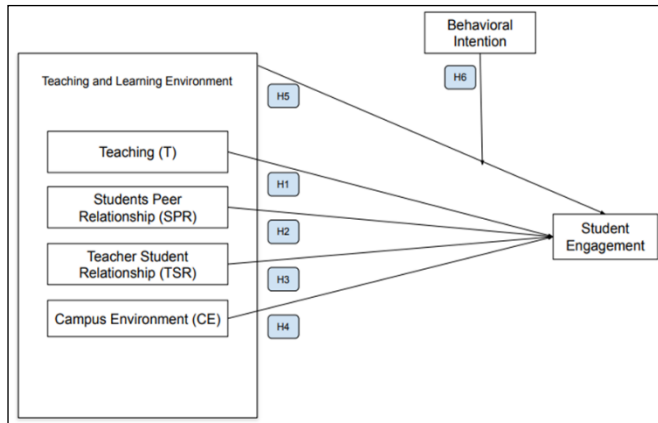 Behavioral
Intention
Teaching and Learning Environment
H6
H5
Teaching (T)
H1
Students Peer
Relationship (SPR)
H2
Student
Engagement
Teacher Student
Relationship (TSR)
H3
Campus Environment (CE)
H4